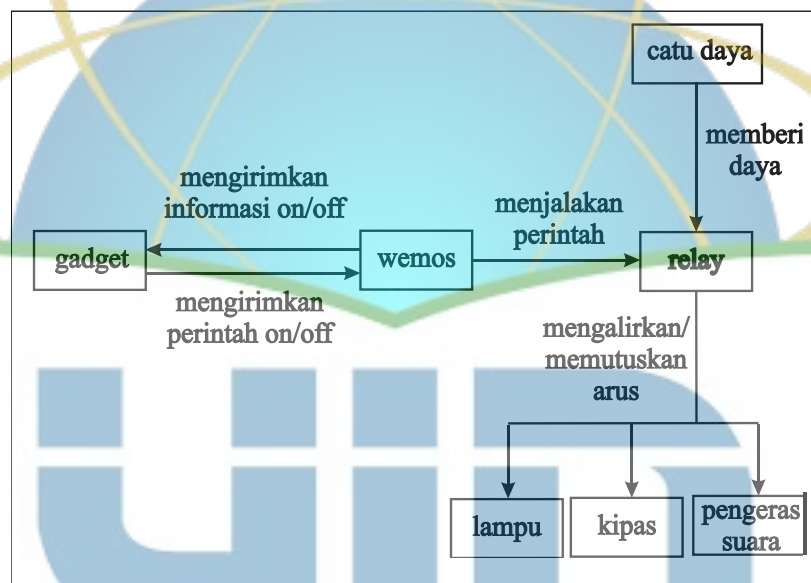 catu daya
memberi
daya
mengirimkan
informasi on/off
menjalakan
perintah
gadget
wemos
relay
mengirimkan
perintah on/off
mengalirkan/
memutuskan
arus
lampu
kipas
pengeras
suara
uin